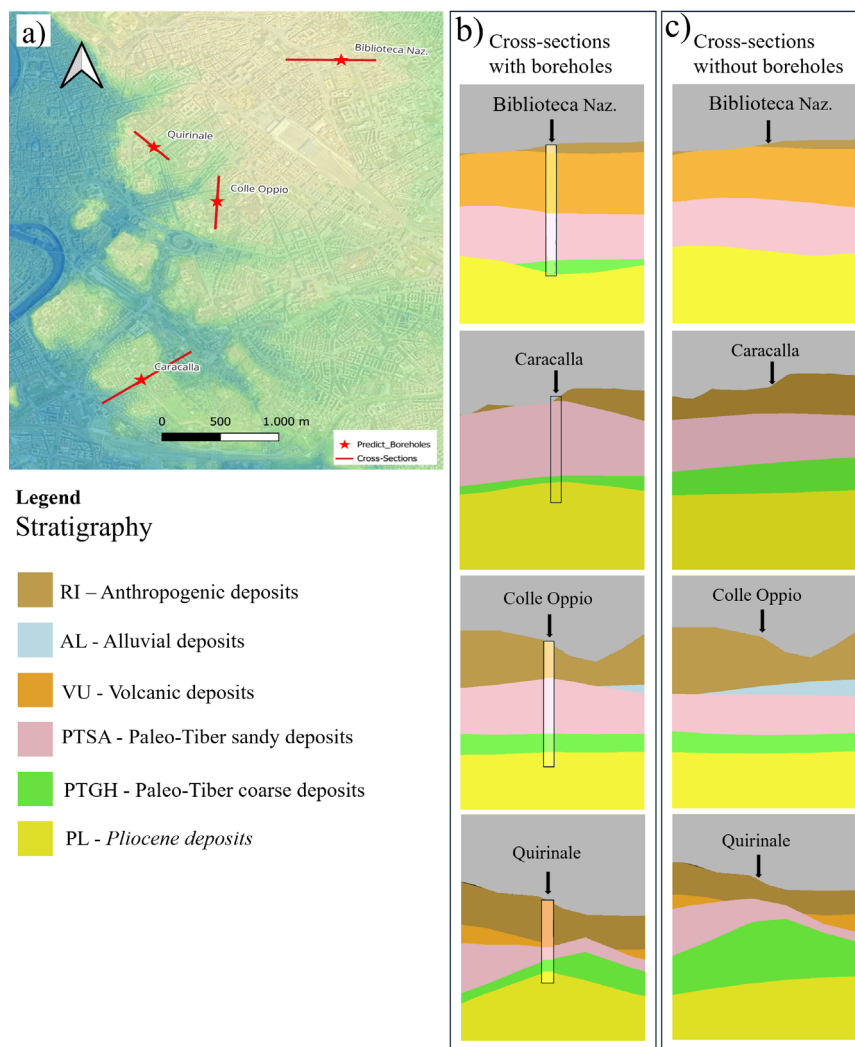 a)
Biblioteca Naz.
Quirinale
Colle Oppio
Caracalla
0 500 1.000 m
Predict_Boreholes
Cross-Sections
Legend
Stratigraphy
RI – Anthropogenic deposits
AL - Alluvial deposits
VU - Volcanic deposits
PTSA - Paleo-Tiber sandy deposits
PTGH - Paleo-Tiber coarse deposits
PL - Pliocene deposits
b)
Cross-sections
with boreholes
Biblioteca Naz.
Caracalla
Colle Oppio
Quirinale
c)
Cross-sections
without boreholes
Biblioteca Naz.
Caracalla
Colle Oppio
Quirinale